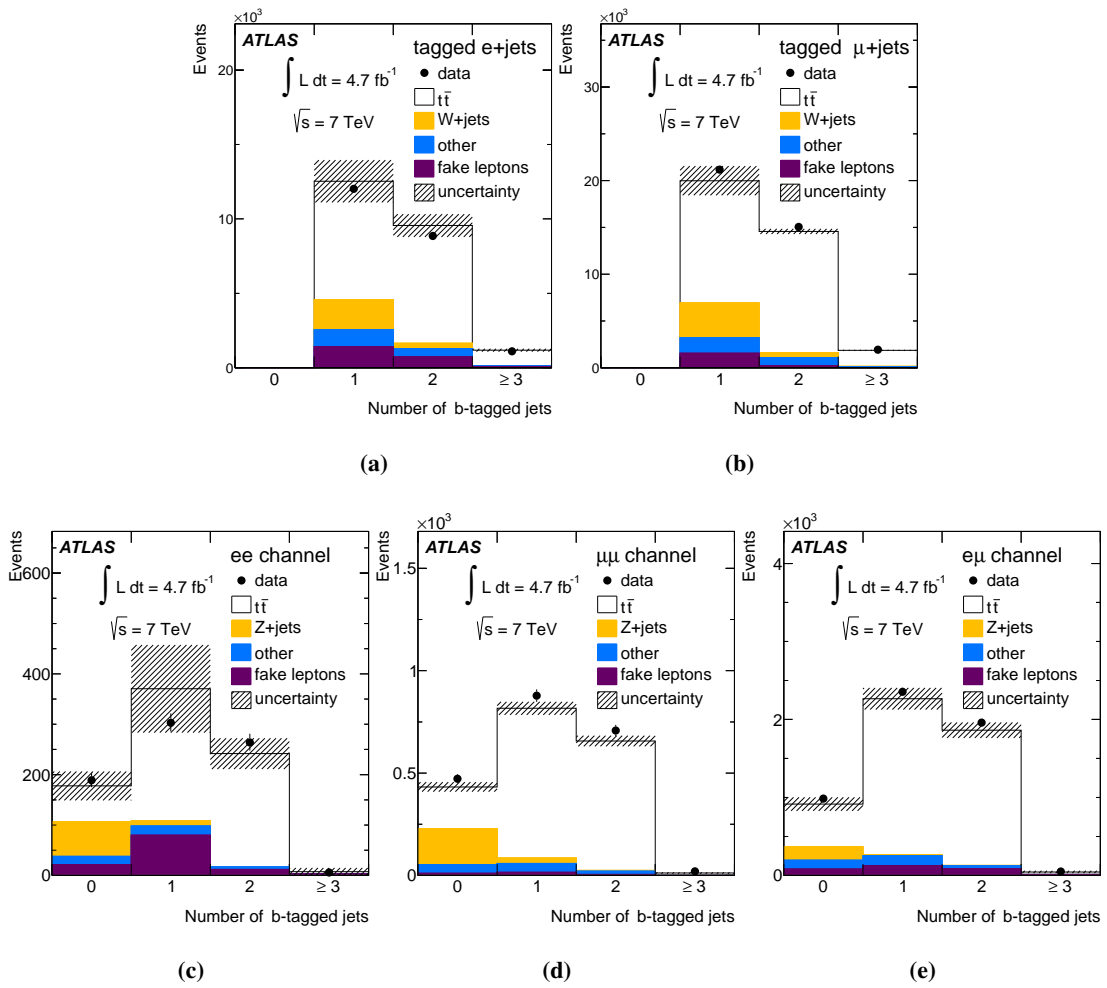 ×10³
Events
20
10
0
ATLAS
∫ L dt = 4.7 fb⁻¹
√s = 7 TeV
tagged e+jets
data
tt̄
W+jets
other
fake leptons
uncertainty
0 1 2 ≥ 3
Number of b-tagged jets
(a)
×10³
Events
40
30
20
10
0
ATLAS
∫ L dt = 4.7 fb⁻¹
√s = 7 TeV
tagged μ+jets
data
tt̄
W+jets
other
fake leptons
uncertainty
0 1 2 ≥ 3
Number of b-tagged jets
(b)
Events
600
400
200
0
ATLAS
∫ L dt = 4.7 fb⁻¹
√s = 7 TeV
ee channel
data
tt̄
Z+jets
other
fake leptons
uncertainty
0 1 2 ≥ 3
Number of b-tagged jets
(c)
×10³
Events
1.5
1
0.5
0
ATLAS
∫ L dt = 4.7 fb⁻¹
√s = 7 TeV
μμ channel
data
tt̄
Z+jets
other
fake leptons
uncertainty
0 1 2 ≥ 3
Number of b-tagged jets
(d)
×10³
Events
4
2
0
ATLAS
∫ L dt = 4.7 fb⁻¹
√s = 7 TeV
eμ channel
data
tt̄
Z+jets
other
fake leptons
uncertainty
0 1 2 ≥ 3
Number of b-tagged jets
(e)